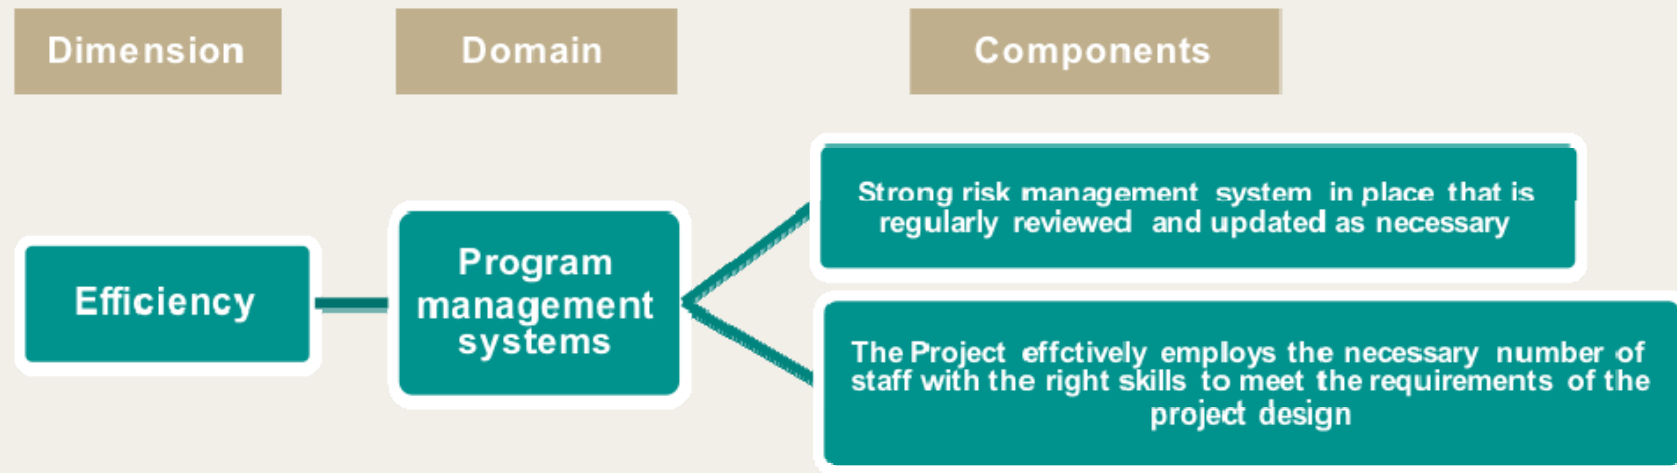 Dimension
Domain
Components
Efficiency
Program
management
systems
Strong risk management system in place that is
regularly reviewed and updated as necessary
The Project effctively employs the necessary number of
staff with the right skills to meet the requirements of the
project design